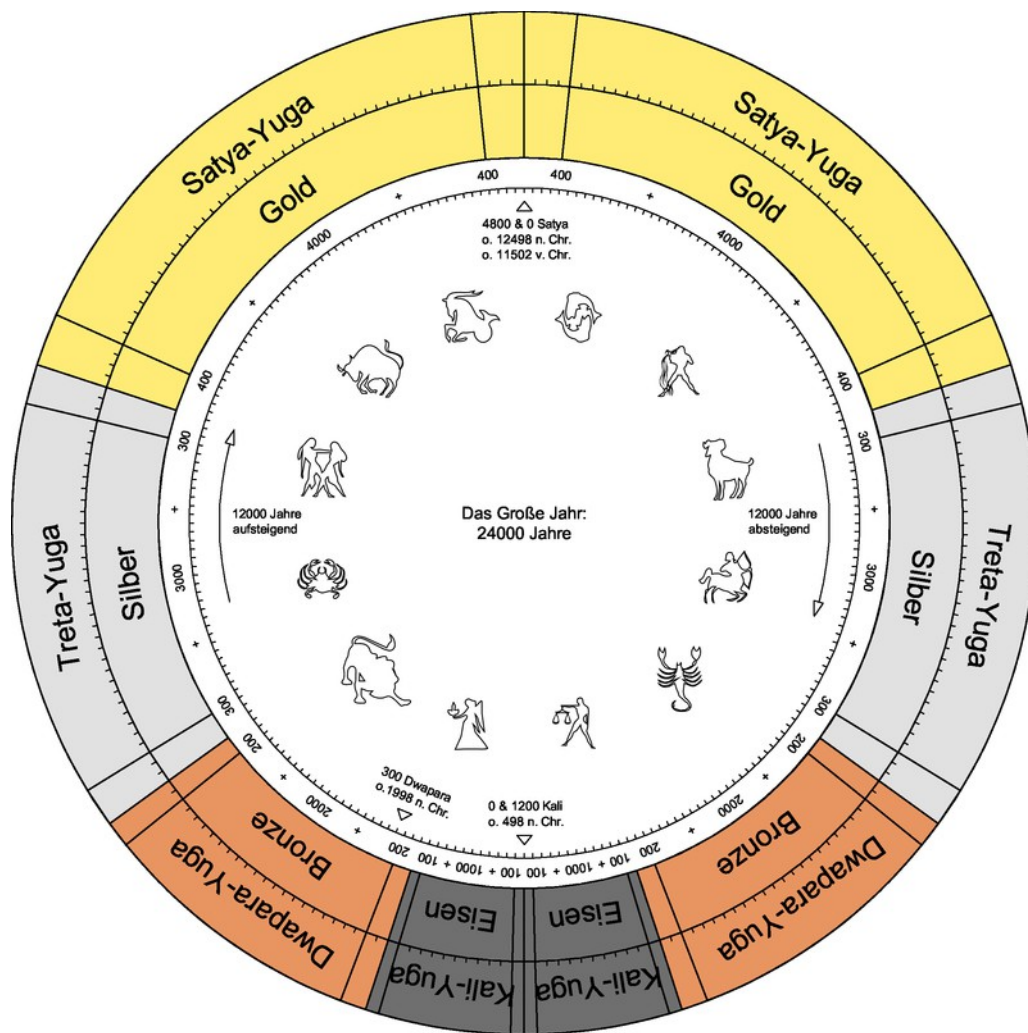 Satya-Yuga
Satya-Yuga
Gold
Gold
400
400
+
+
4000
4000
+
+
400
400
4800 & 0 Satya
o. 12498 n. Chr.
o. 11502 v. Chr.
Treta-Yuga
Treta-Yuga
Silber
Silber
300
300
+
+
3000
3000
+
+
300
300
12000 Jahre
aufsteigend
Das Große Jahr:
24000 Jahre
12000 Jahre
absteigend
200
200
+
+
2000
2000
+
+
200
200
Bronze
Bronze
Dwapara-Yuga
Dwapara-Yuga
300 Dwapara
o.1998 n. Chr.
0 & 1200 Kali
o. 498 n. Chr.
100 + 1000 + 100
100 + 1000 + 100
Eisen
Eisen
Kali-Yuga
Kali-Yuga